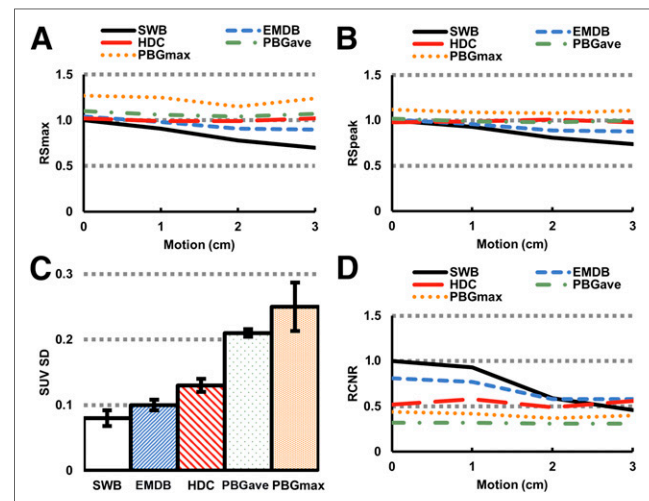 A
SWB EMDB
HDC PBGave
PBGmax
1.5
1.0
0.5
0
0 1 2 3
RSmax
Motion (cm)
B
SWB EMDB
HDC PBGave
PBGmax
1.5
1.0
0.5
0
0 1 2 3
RSpeak
Motion (cm)
C
0.3
0.2
0.1
0
SUV SD
SWB EMDB HDC PBGave PBGmax
D
SWB EMDB
HDC PBGave
PBGmax
1.5
1.0
0.5
0
0 1 2 3
RCNR
Motion (cm)